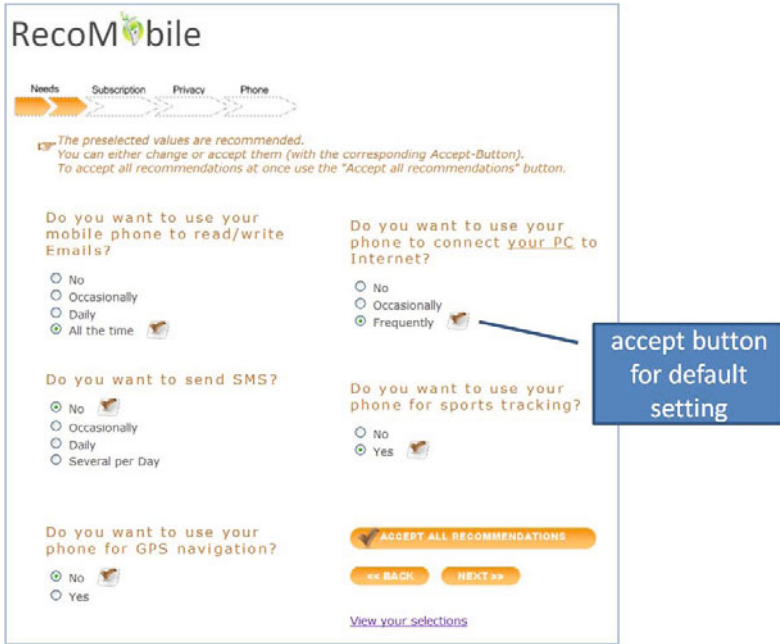 RecoMobile
Needs Subscription Privacy Phone
The preselected values are recommended.
You can either change or accept them (with the corresponding Accept-Button).
To accept all recommendations at once use the "Accept all recommendations" button.
Do you want to use your
mobile phone to read/write
Emails?
No
Occasionally
Daily
All the time
Do you want to send SMS?
No
Occasionally
Daily
Several per Day
Do you want to use your
phone for GPS navigation?
No
Yes
Do you want to use your
phone to connect your PC to
Internet?
No
Occasionally
Frequently
Do you want to use your
phone for sports tracking?
No
Yes
ACCEPT ALL RECOMMENDATIONS
<< BACK NEXT >>
View your selections
accept button
for default
setting